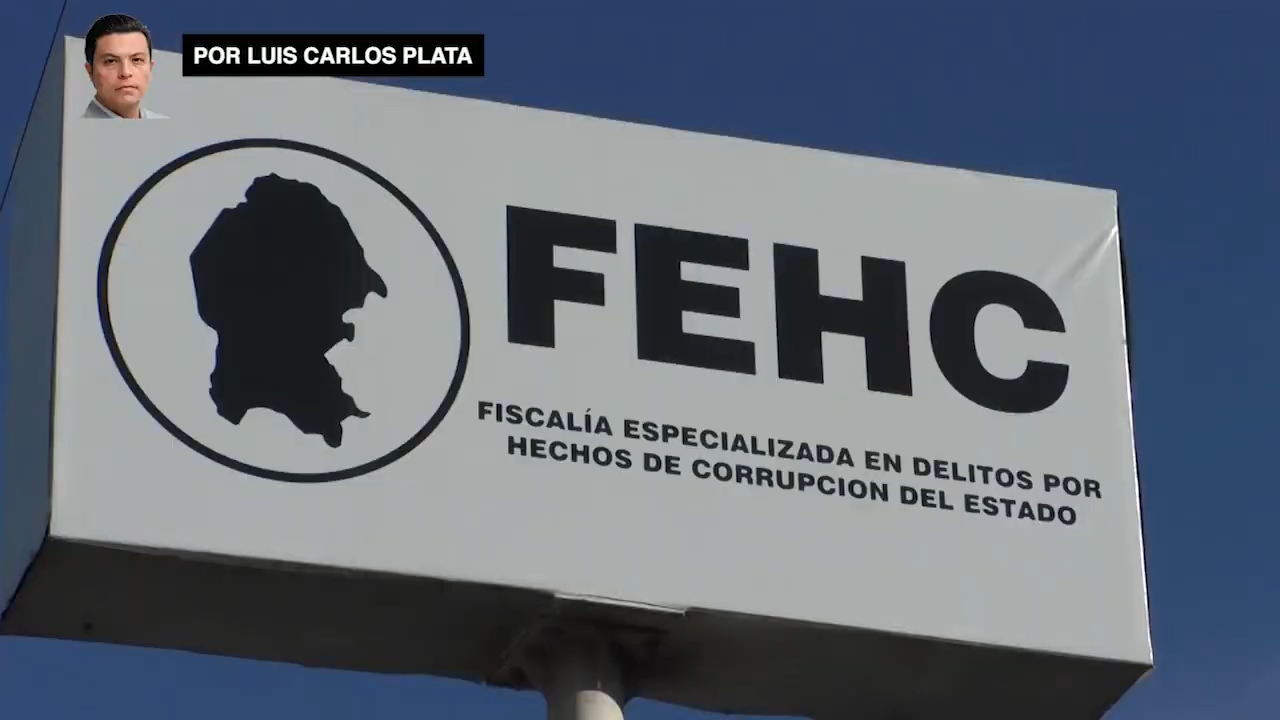 POR LUIS CARLOS PLATA
FEHC
FISCALÍA ESPECIALIZADA EN DELITOS POR
HECHOS DE CORRUPCION DEL ESTADO